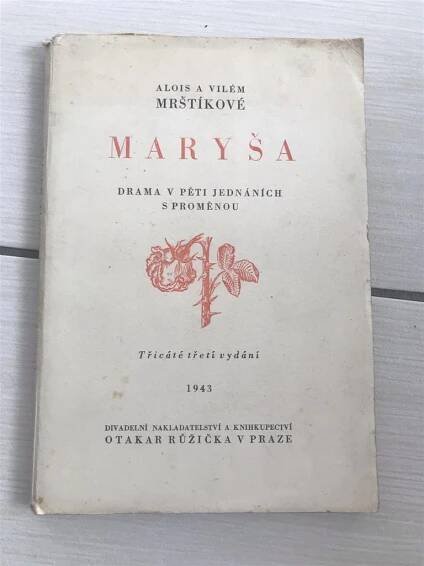 ALOIS A VILÉM
MRŠTÍKOVÉ
MARYŠA
DRAMA V PĚTI JEDNÁNÍCH
S PROMĚNOU
Třicáté třetí vydání
1943
DIVADELNÍ NAKLADATELSTVÍ A KNIHKUPECTVÍ
OTAKAR RŮŽIČKA V PRAZE